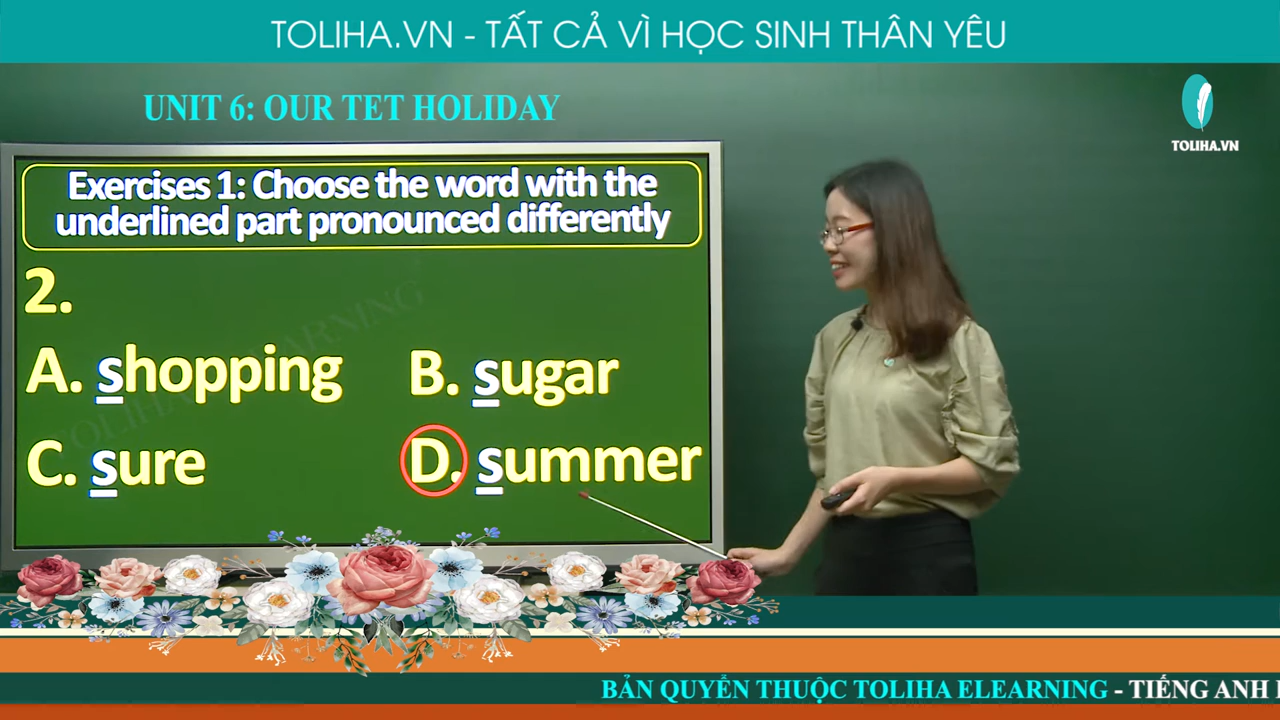 TOLIHA.VN - TẤT CẢ VÌ HỌC SINH THÂN YÊU
UNIT 6: OUR TET HOLIDAY
TOLIHA.VN
Exercises 1: Choose the word with the
underlined part pronounced differently
2.
A. shopping
B. sugar
C. sure
D. summer
TOLIHA ELEARNING
BẢN QUYỀN THUỘC TOLIHA ELEARNING - TIẾNG ANH